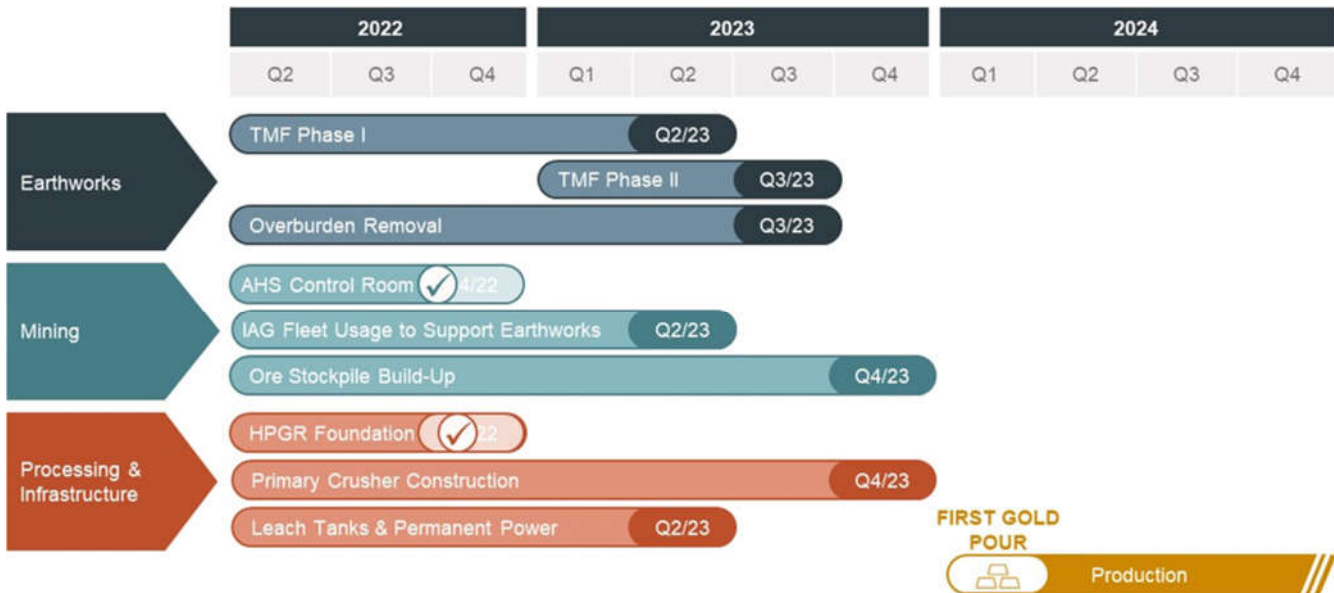 2022 2023 2024
Q2 Q3 Q4 Q1 Q2 Q3 Q4 Q1 Q2 Q3 Q4
Earthworks
TMF Phase I Q2/23
TMF Phase II Q3/23
Overburden Removal Q3/23
Mining
AHS Control Room 4/22
IAG Fleet Usage to Support Earthworks Q2/23
Ore Stockpile Build-Up Q4/23
Processing &
Infrastructure
HPGR Foundation 22
Primary Crusher Construction Q4/23
Leach Tanks & Permanent Power Q2/23
FIRST GOLD
POUR
Production